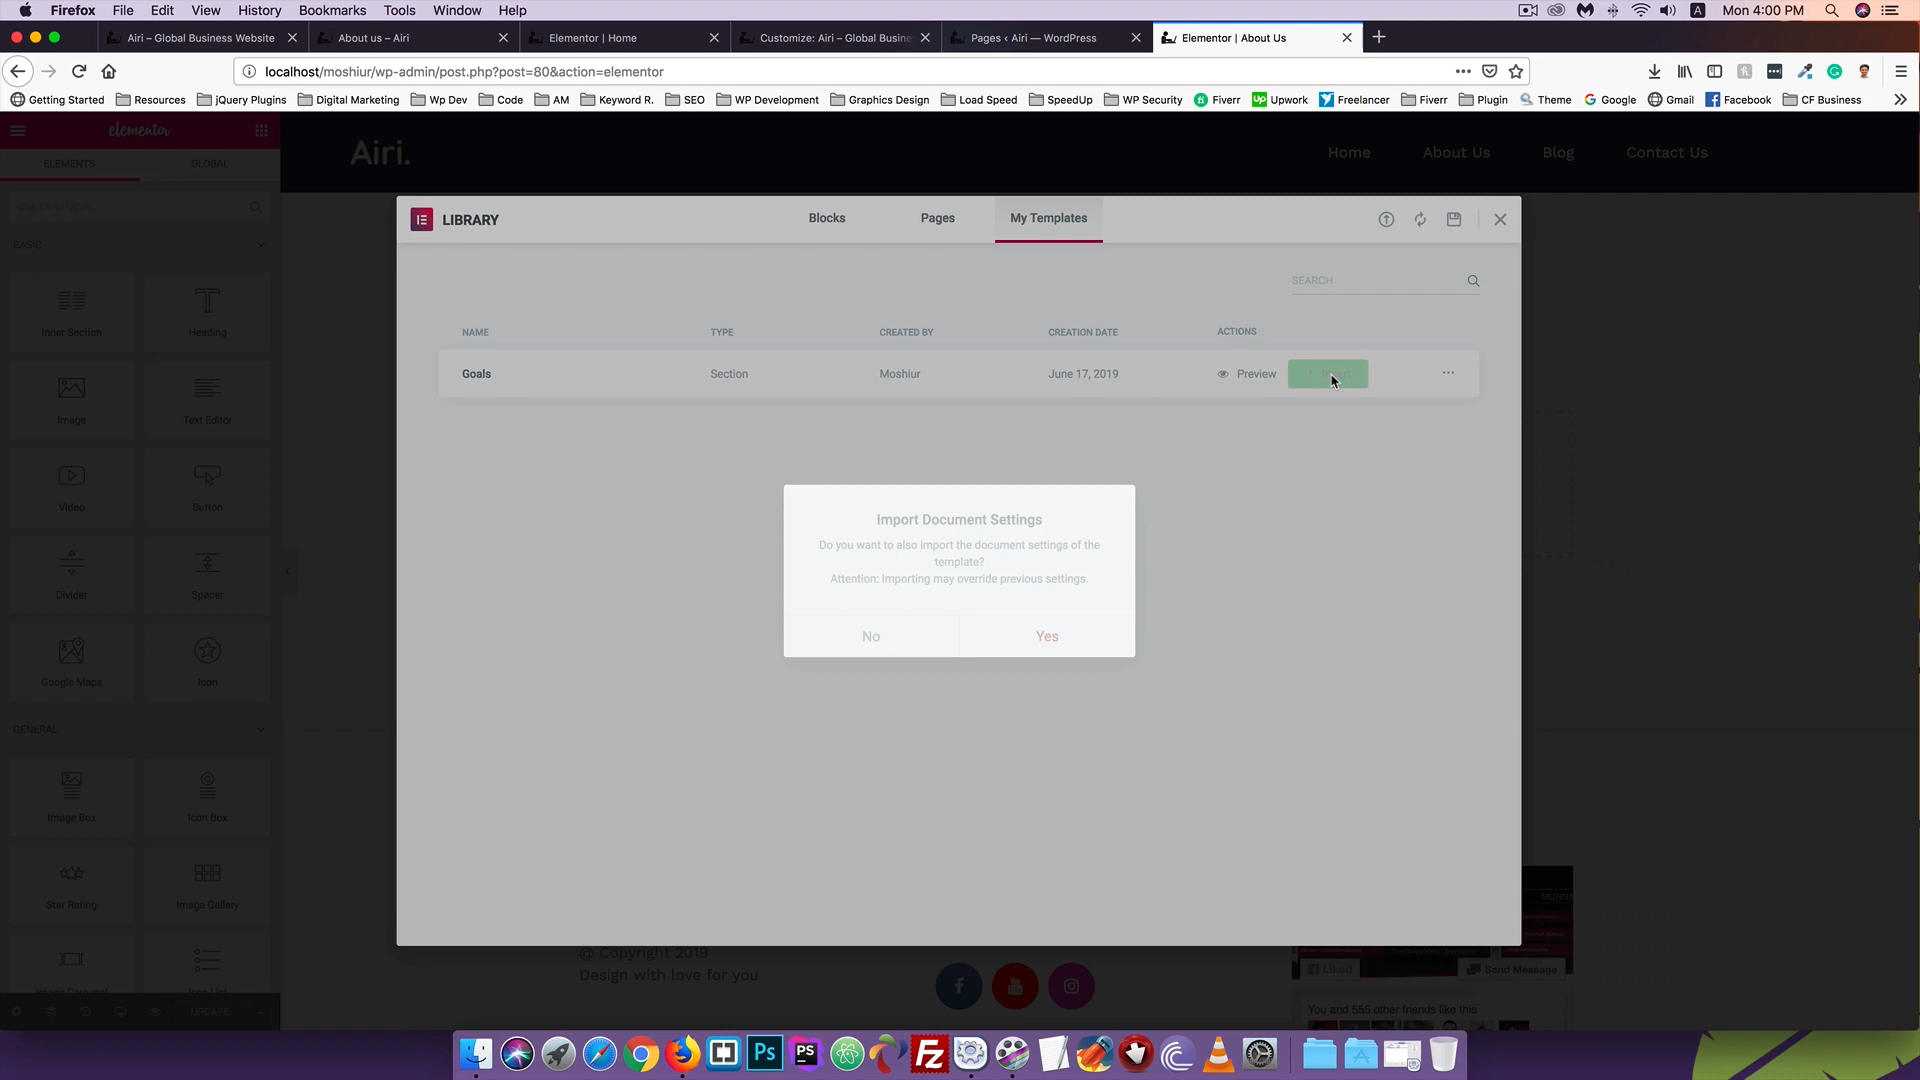 Firefox File Edit View History Bookmarks Tools Window Help Mon 4:00 PM
Airi – Global Business Website About us – Airi Elementor | Home Customize: Airi – Global Busine Pages ‹ Airi — WordPress Elementor | About Us
localhost/moshiur/wp-admin/post.php?post=80&action=elementor
Getting Started Resources jQuery Plugins Digital Marketing Wp Dev Code AM Keyword R. SEO WP Development Graphics Design Load Speed SpeedUp WP Security Fiverr Upwork Freelancer Fiverr Plugin Theme Google Gmail Facebook CF Business
elementor
ELEMENTS GLOBAL
Airi.
Home About Us Blog Contact Us
BASIC
Inner Section Heading
Image Text Editor
Video Button
Divider Spacer
Google Maps Icon
GENERAL
Image Box Icon Box
Star Rating Image Gallery
Image Carousel Icon List
UPDATE
LIBRARY
Blocks Pages My Templates
SEARCH
NAME TYPE CREATED BY CREATION DATE ACTIONS
Goals Section Moshiur June 17, 2019 Preview
Import Document Settings
Do you want to also import the document settings of the
template?
Attention: Importing may override previous settings.
No Yes
@ Copyright 2019
Design with love for you
Liked Send Message
You and 555 other friends like this